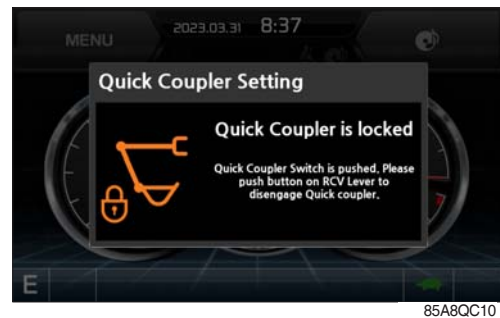 MENU
2023.03.31 8:37
Quick Coupler Setting
Quick Coupler is locked
Quick Coupler Switch is pushed. Please
push button on RCV Lever to
disengage Quick coupler.
E
85A8QC10